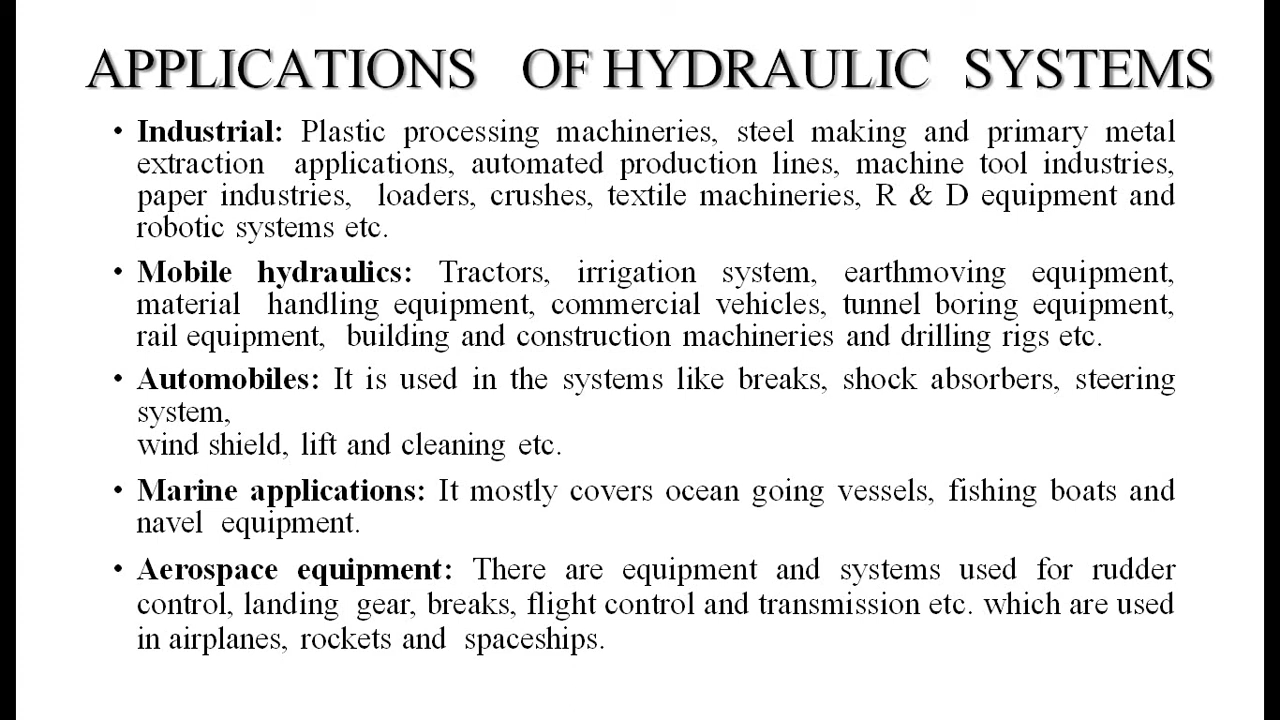 APPLICATIONS OF HYDRAULIC SYSTEMS
• Industrial: Plastic processing machineries, steel making and primary metal
extraction applications, automated production lines, machine tool industries,
paper industries, loaders, crushes, textile machineries, R & D equipment and
robotic systems etc.
• Mobile hydraulics: Tractors, irrigation system, earthmoving equipment,
material handling equipment, commercial vehicles, tunnel boring equipment,
rail equipment, building and construction machineries and drilling rigs etc.
• Automobiles: It is used in the systems like breaks, shock absorbers, steering
system,
wind shield, lift and cleaning etc.
• Marine applications: It mostly covers ocean going vessels, fishing boats and
navel equipment.
• Aerospace equipment: There are equipment and systems used for rudder
control, landing gear, breaks, flight control and transmission etc. which are used
in airplanes, rockets and spaceships.